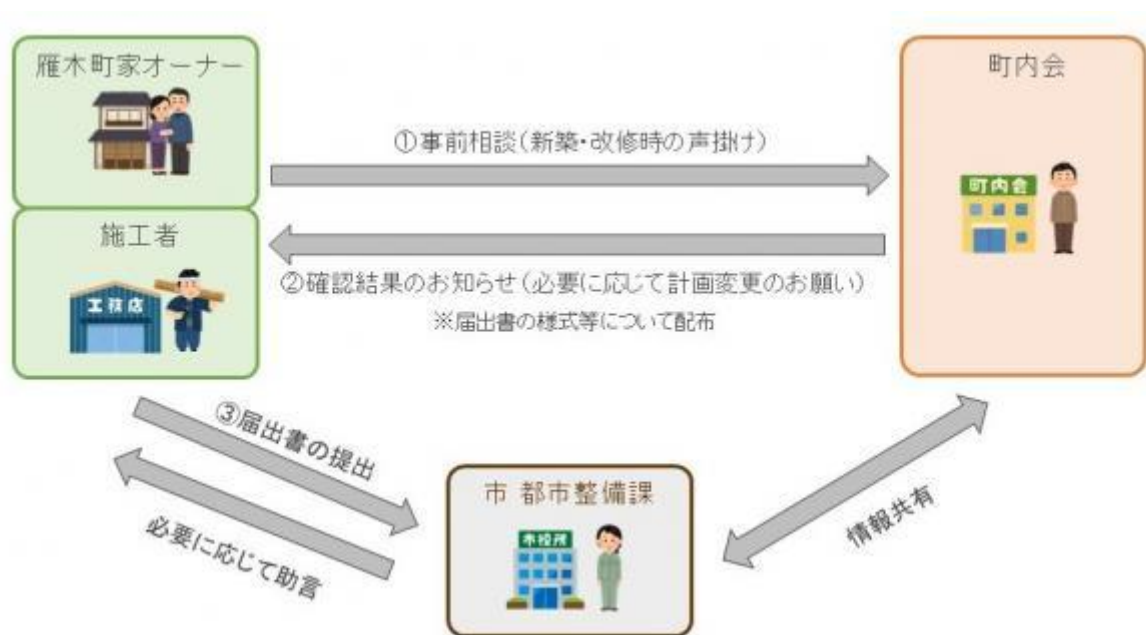 雁木町家オーナー
町内会
①事前相談(新築・改修時の声掛け)
町内会
施工者
工務店
②確認結果のお知らせ(必要に応じて計画変更のお願い)
※届出書の様式等について配布
③届出書の提出
必要に応じて助言
市 都市整備課
市役所
情報共有